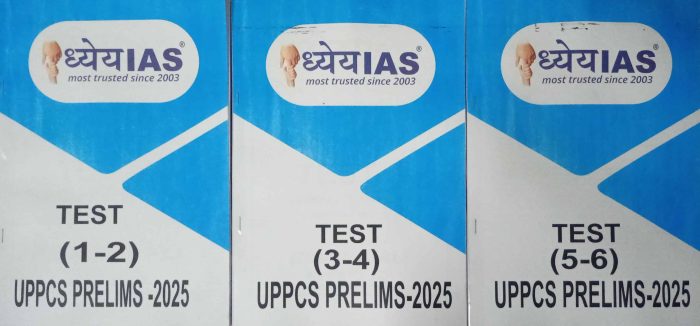 ध्येयIAS®
most trusted since 2003
TEST
(1-2)
UPPCS PRELIMS -2025
ध्येयIAS®
most trusted since 2003
TEST
(3-4)
UPPCS PRELIMS-2025
ध्येयIAS®
most trusted since 2003
TEST
(5-6)
UPPCS PRELIMS-2025